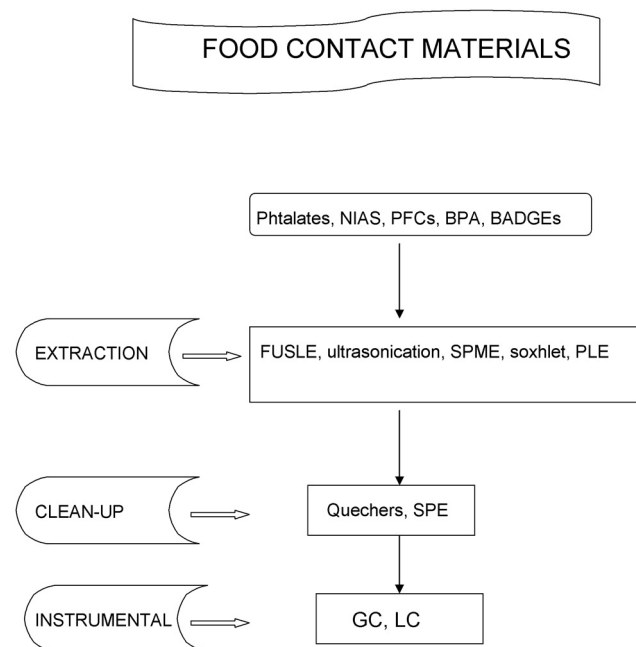 FOOD CONTACT MATERIALS
Phtalates, NIAS, PFCs, BPA, BADGEs
EXTRACTION
FUSLE, ultrasonication, SPME, soxhlet, PLE
CLEAN-UP
Quechers, SPE
INSTRUMENTAL
GC, LC